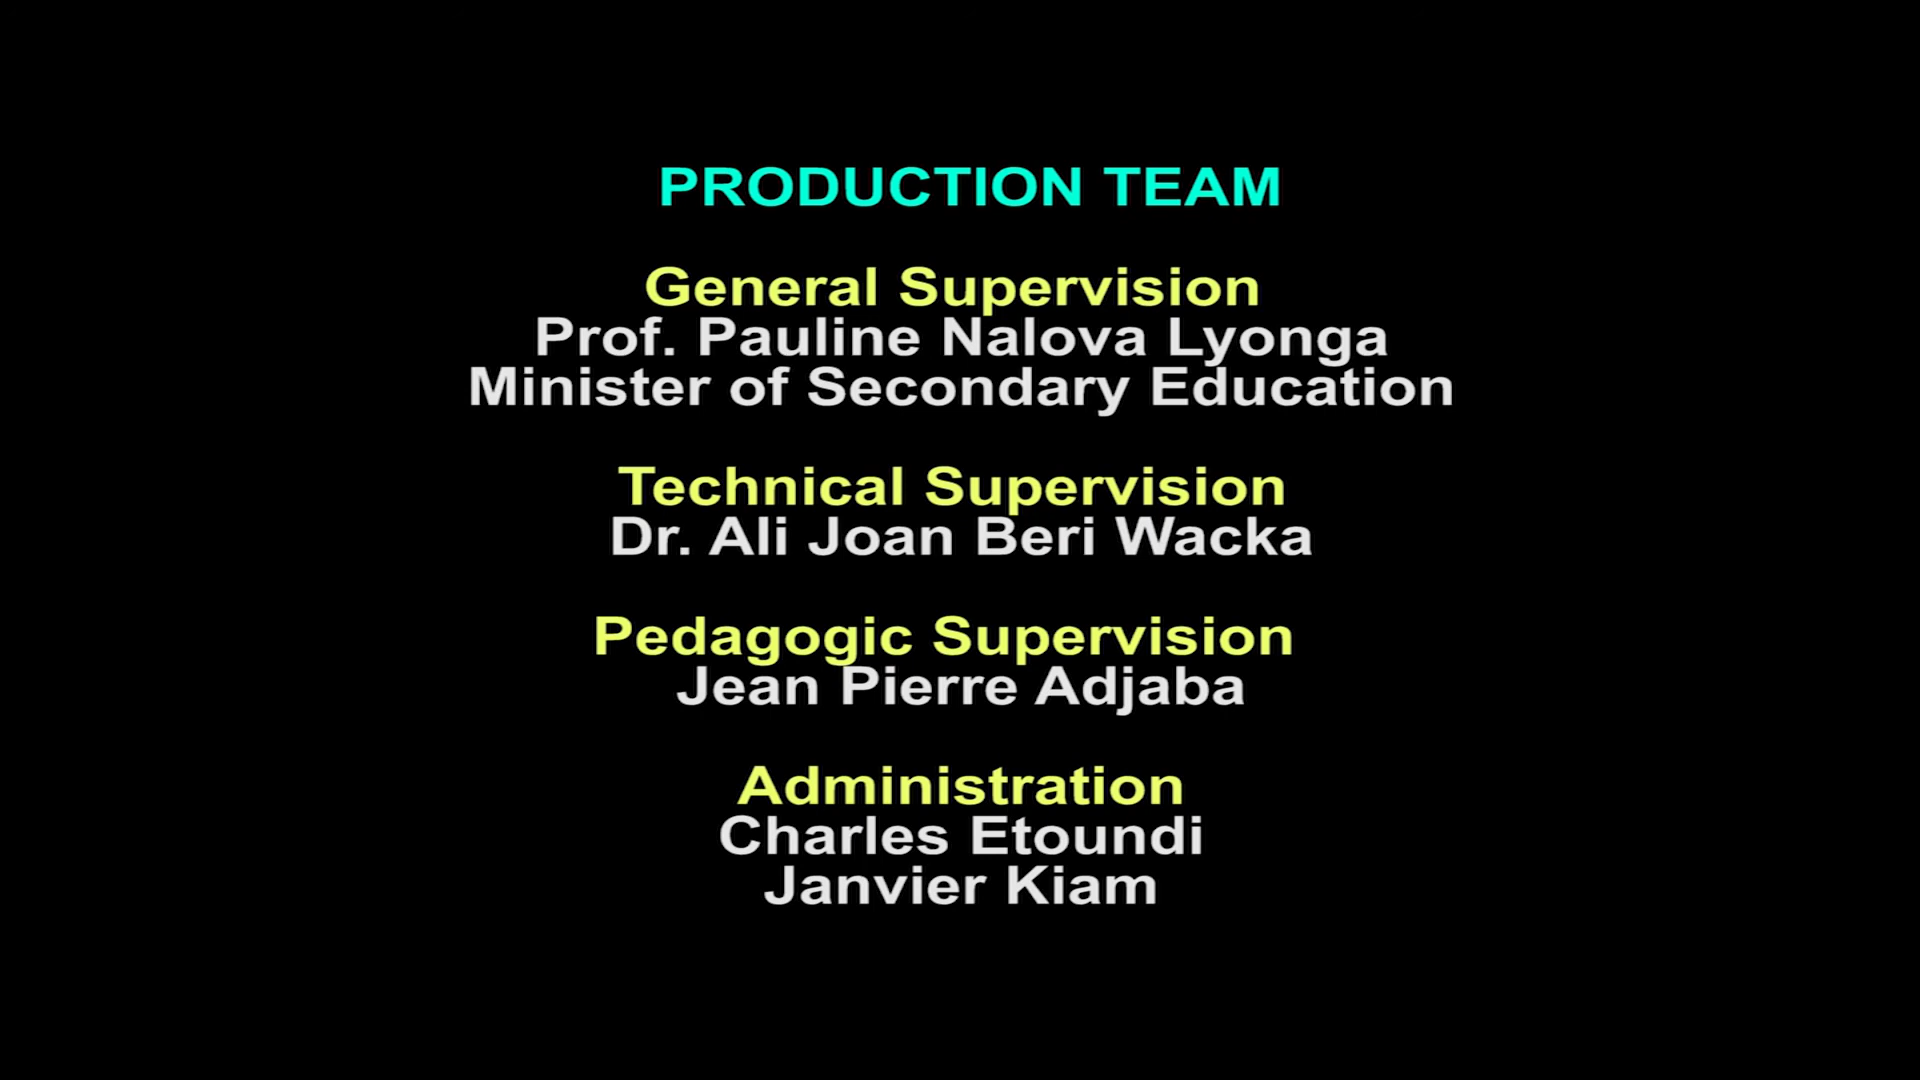 PRODUCTION TEAM
General Supervision
Prof. Pauline Nalova Lyonga
Minister of Secondary Education
Technical Supervision
Dr. Ali Joan Beri Wacka
Pedagogic Supervision
Jean Pierre Adjaba
Administration
Charles Etoundi
Janvier Kiam